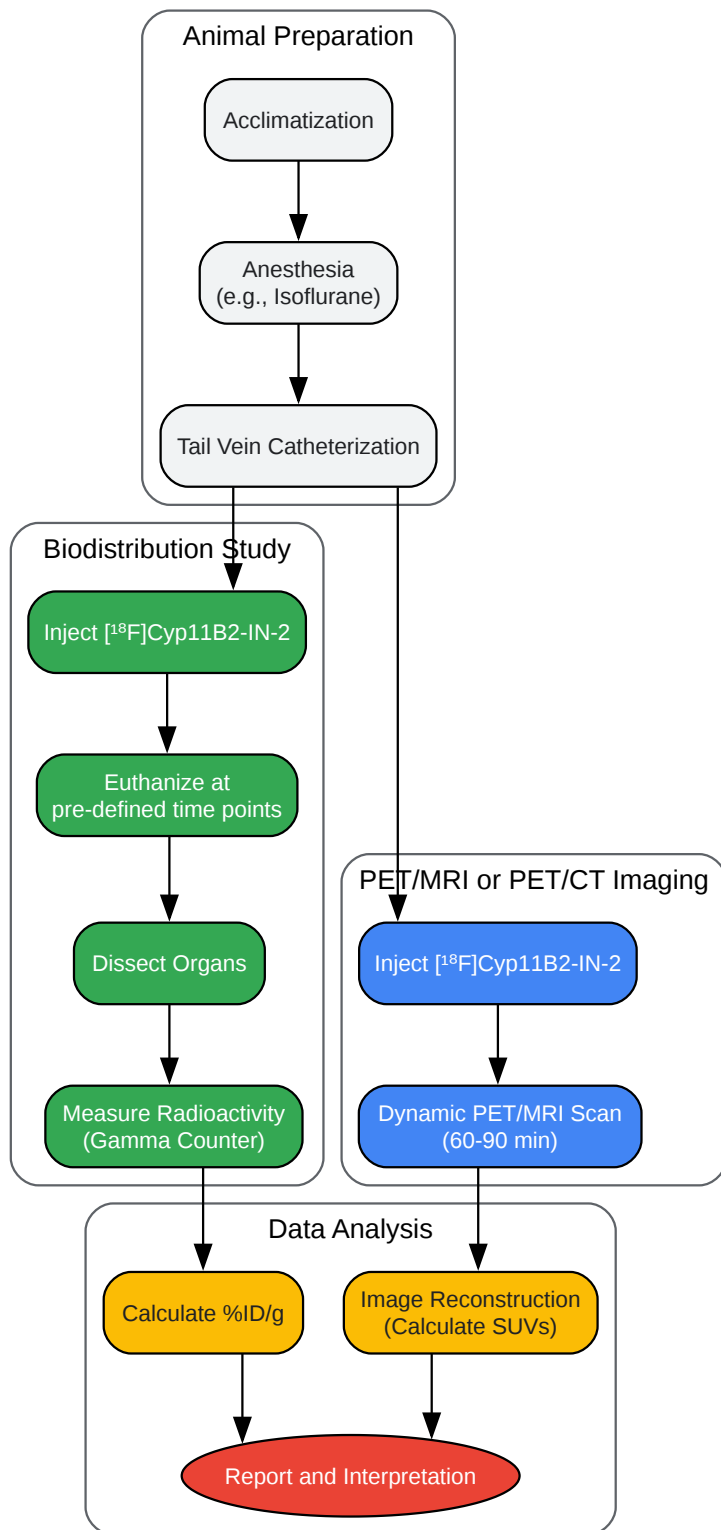 Animal Preparation
Acclimatization
Anesthesia
(e.g., Isoflurane)
Tail Vein Catheterization
Biodistribution Study
Inject [¹⁸F]Cyp11B2-IN-2
Euthanize at
pre-defined time points
Dissect Organs
Measure Radioactivity
(Gamma Counter)
PET/MRI or PET/CT Imaging
Inject [¹⁸F]Cyp11B2-IN-2
Dynamic PET/MRI Scan
(60-90 min)
Data Analysis
Calculate %ID/g
Image Reconstruction
(Calculate SUVs)
Report and Interpretation